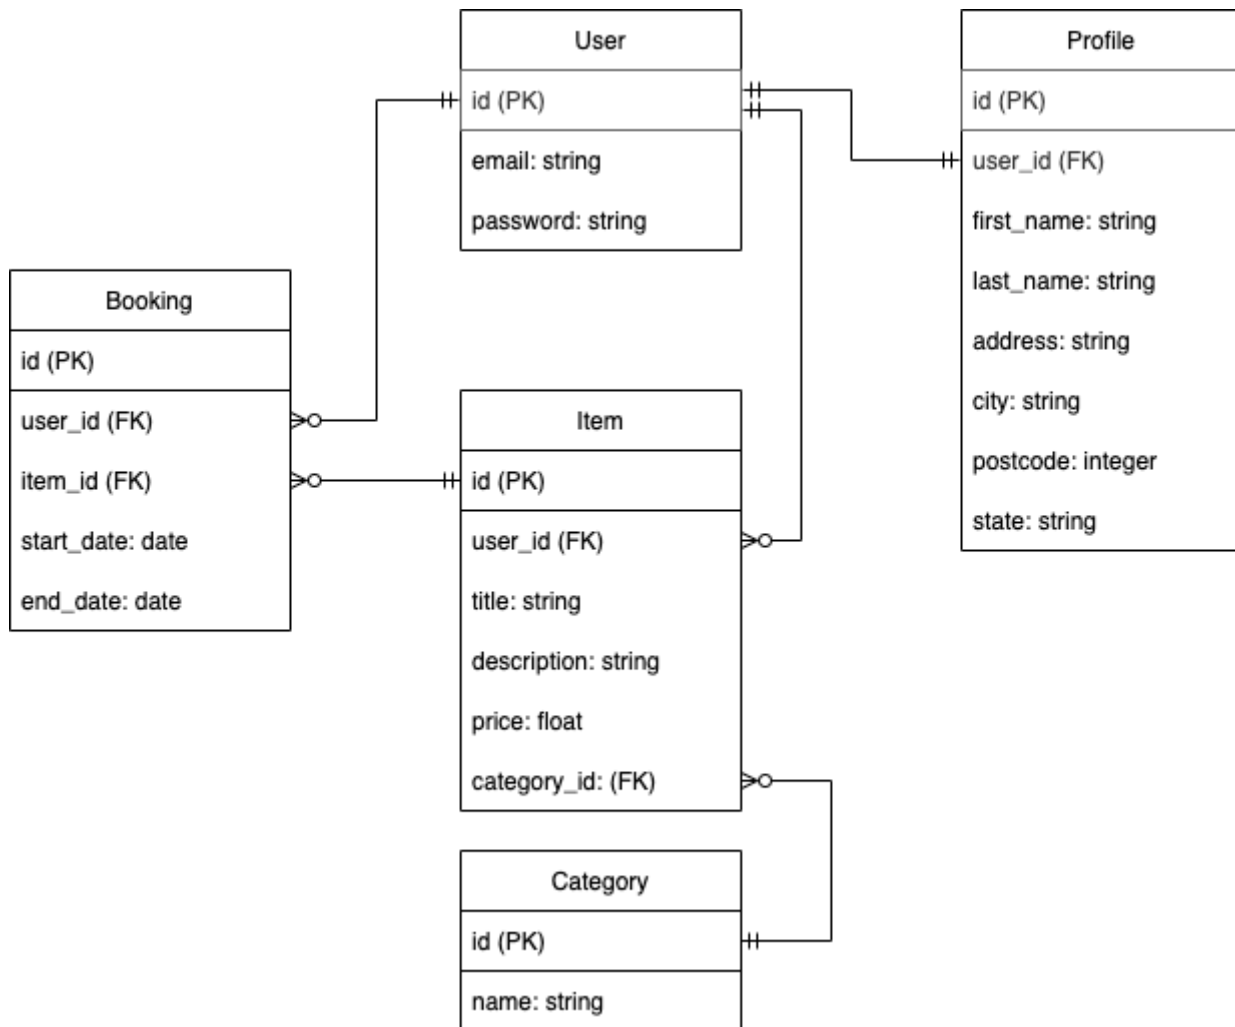 User
id (PK)
email: string
password: string
Profile
id (PK)
user_id (FK)
first_name: string
last_name: string
address: string
city: string
postcode: integer
state: string
Booking
id (PK)
user_id (FK)
item_id (FK)
start_date: date
end_date: date
Item
id (PK)
user_id (FK)
title: string
description: string
price: float
category_id: (FK)
Category
id (PK)
name: string